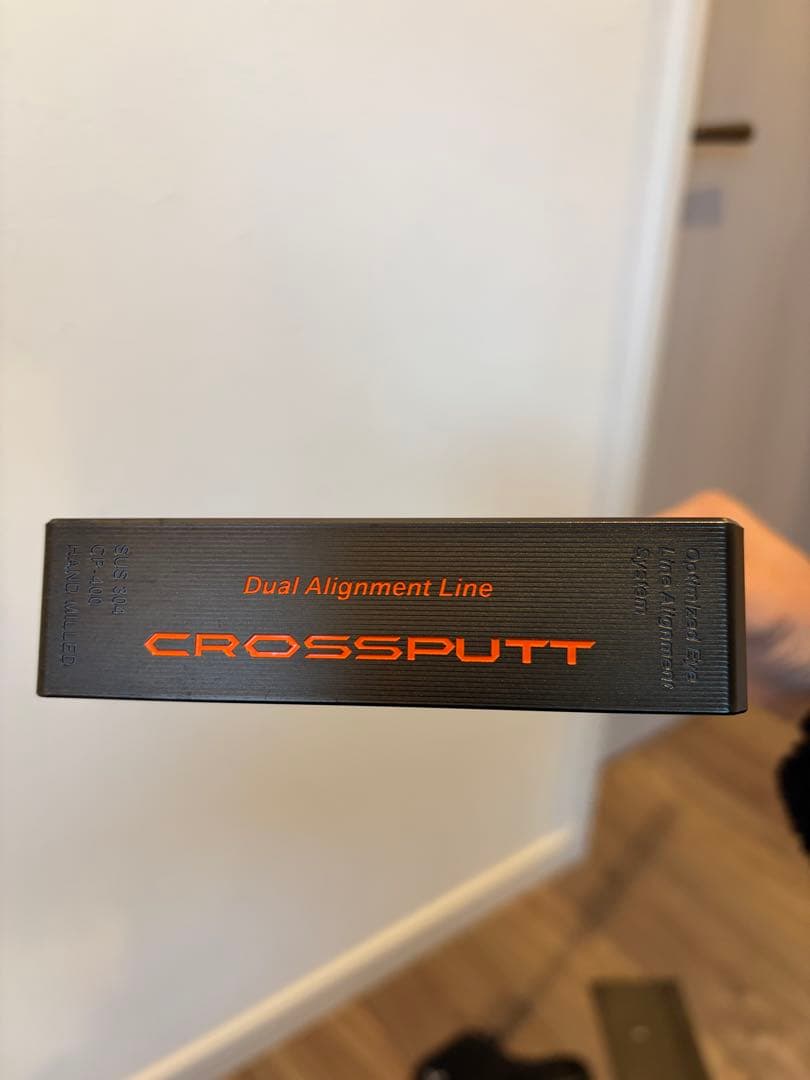 Dual Alignment Line
CROSSPUTT
SUS 304
CP-400
HAND MILLED
Optimized Eye
Line Alignment
System